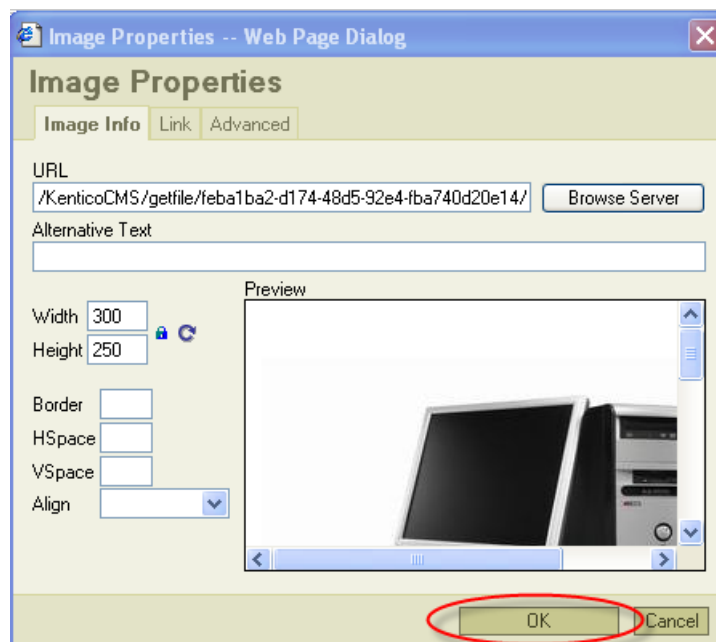 Image Properties -- Web Page Dialog
Image Properties
Image Info Link Advanced
URL
/KenticoCMS/getfile/feba1ba2-d174-48d5-92e4-fba740d20e14/ Browse Server
Alternative Text
Preview
Width 300
Height 250
Border
HSpace
VSpace
Align
OK Cancel